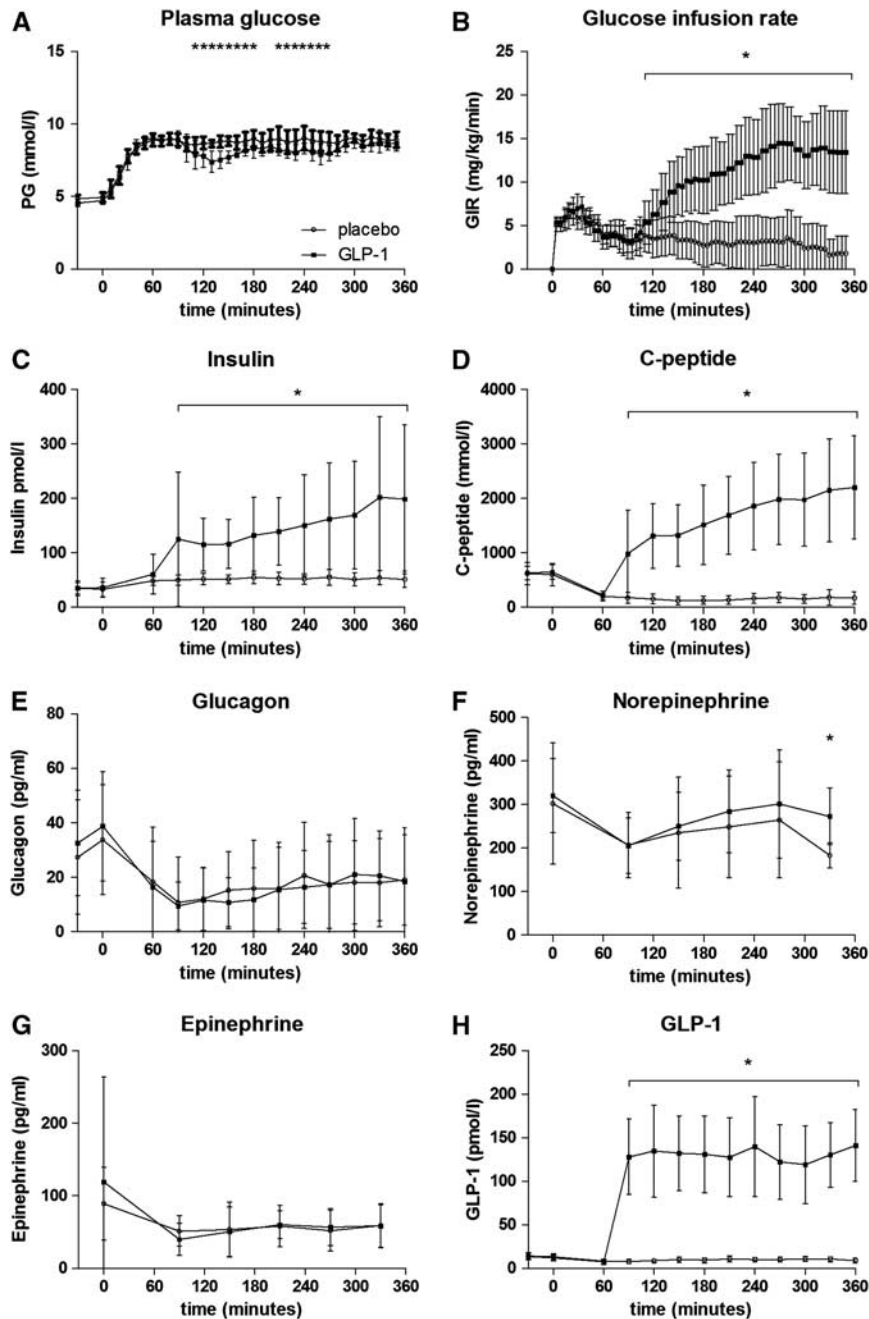 A
Plasma glucose
****************
15
10
5
0
PG (mmol/l)
placebo
GLP-1
0 60 120 180 240 300 360
time (minutes)
B
Glucose infusion rate
*
25
20
15
10
5
0
GIR (mg/kg/min)
0 60 120 180 240 300 360
time (minutes)
C
Insulin
*
400
300
200
100
0
Insulin pmol/l
0 60 120 180 240 300 360
time (minutes)
D
C-peptide
*
4000
3000
2000
1000
0
C-peptide (mmol/l)
0 60 120 180 240 300 360
time (minutes)
E
Glucagon
80
60
40
20
0
Glucagon (pg/ml)
0 60 120 180 240 300 360
time (minutes)
F
Norepinephrine
*
500
400
300
200
100
0
Norepinephrine (pg/ml)
0 60 120 180 240 300 360
time (minutes)
G
Epinephrine
300
200
100
0
Epinephrine (pg/ml)
0 60 120 180 240 300 360
time (minutes)
H
GLP-1
*
250
200
150
100
50
0
GLP-1 (pmol/l)
0 60 120 180 240 300 360
time (minutes)